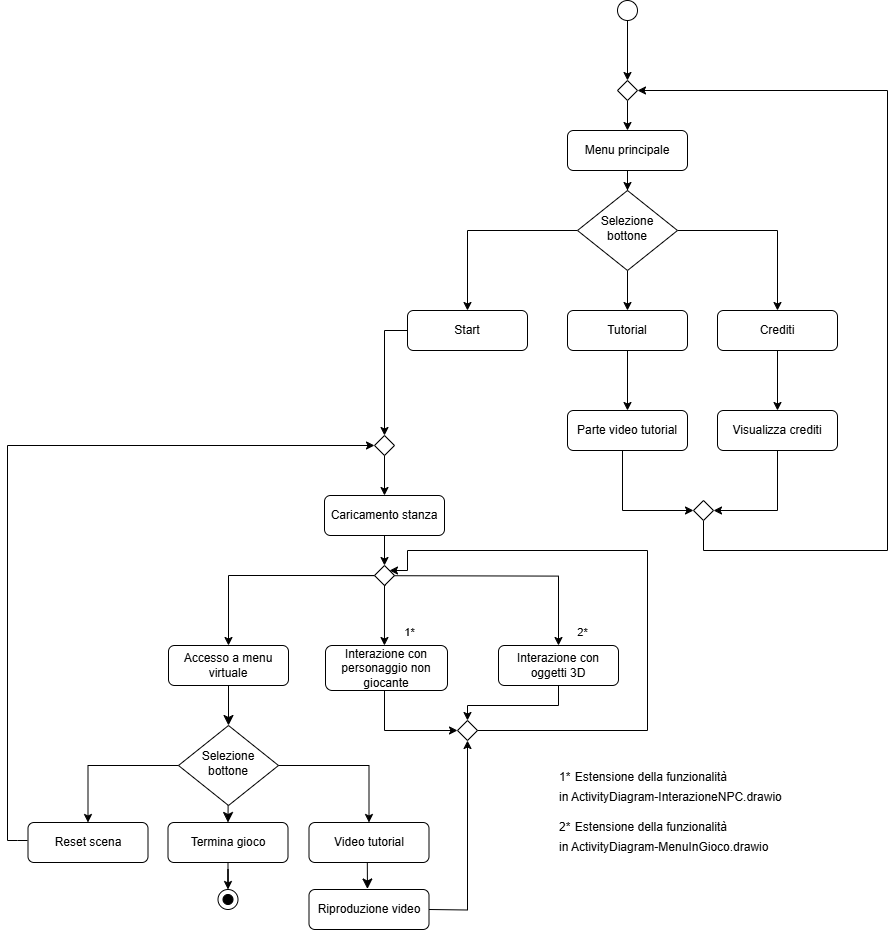 Menu principale
Selezione
bottone
Start
Tutorial
Crediti
Parte video tutorial
Visualizza crediti
Caricamento stanza
1*
2*
Accesso a menu
virtuale
Interazione con
personaggio non
giocante
Interazione con
oggetti 3D
Selezione
bottone
Reset scena
Termina gioco
Video tutorial
Riproduzione video
1* Estensione della funzionalità
in ActivityDiagram-InterazioneNPC.drawio
2* Estensione della funzionalità
in ActivityDiagram-MenuInGioco.drawio